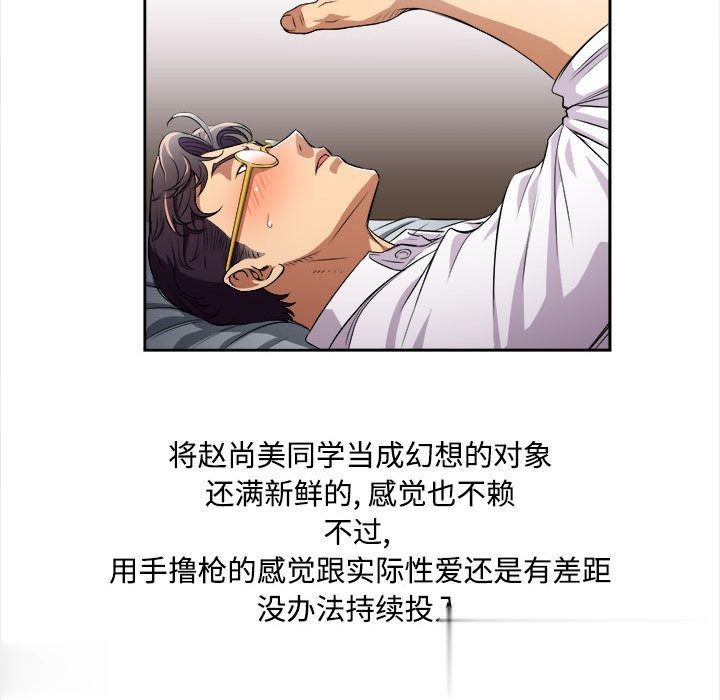 将赵尚美同学当成幻想的对象
还满新鲜的, 感觉也不赖
不过,
用手撸枪的感觉跟实际性爱还是有差距
没办法持续投